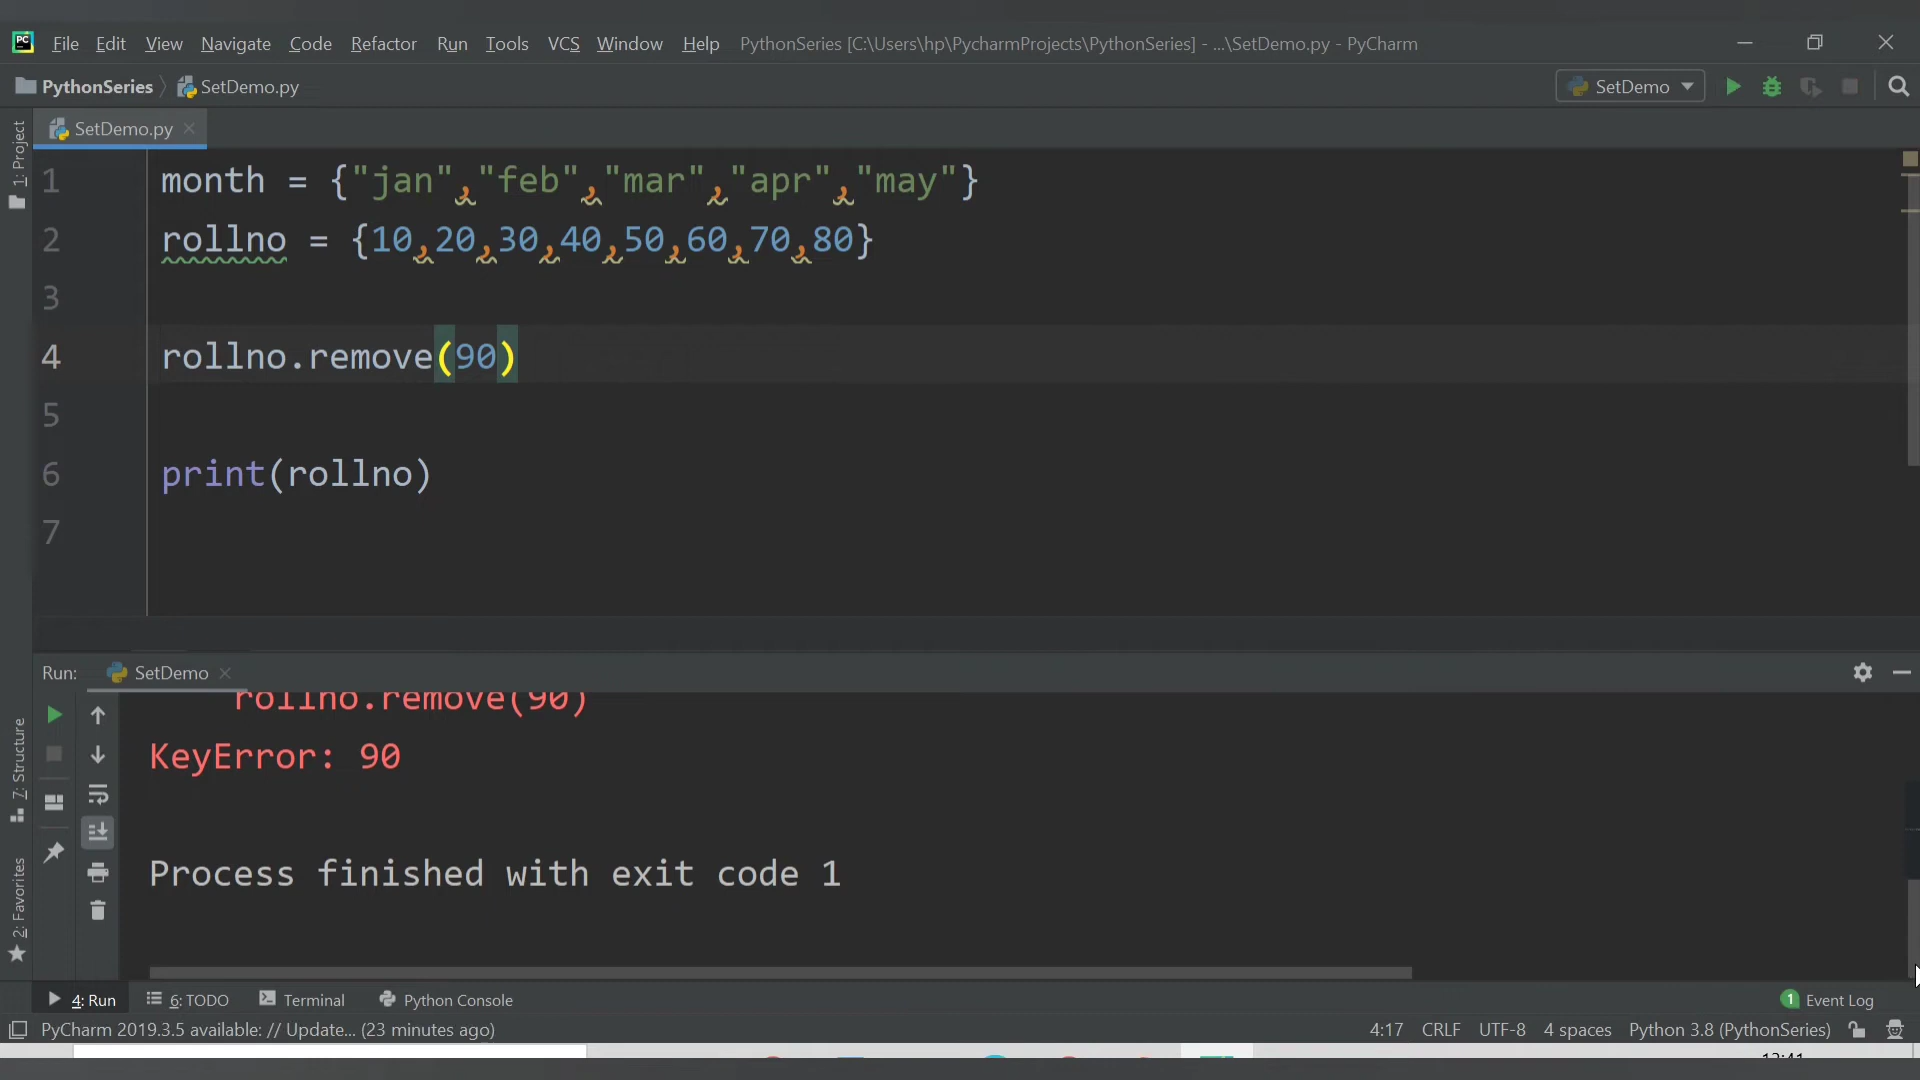 PC File Edit View Navigate Code Refactor Run Tools VCS Window Help PythonSeries [C:\Users\hp\PycharmProjects\PythonSeries] - ...\SetDemo.py - PyCharm
PythonSeries SetDemo.py SetDemo
SetDemo.py
1: Project
1 month = {"jan","feb","mar","apr","may"}
2 rollno = {10,20,30,40,50,60,70,80}
3
4 rollno.remove(90)
5
6 print(rollno)
7
Run: SetDemo
rollno.remove(90)
KeyError: 90
Process finished with exit code 1
7: Structure
2: Favorites
4: Run 6: TODO Terminal Python Console 1 Event Log
PyCharm 2019.3.5 available: // Update... (23 minutes ago) 4:17 CRLF UTF-8 4 spaces Python 3.8 (PythonSeries)